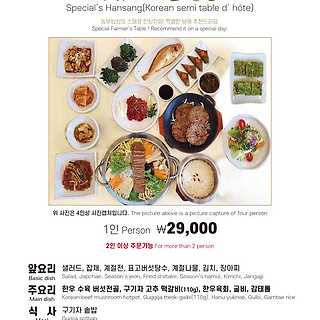 Special's Hansang(Korean semi table d' hôte)
Special Farmer's Table ! Recommend it on a special day.
위 사진은 4인상 사진컷입니다. The picture above is a picture capture of four person
1인 Person ₩29,000
2인 이상 주문가능 For more than 2 person
앞요리 샐러드, 잡채, 계절전, 표고버섯탕수, 계절나물, 김치, 장아찌
Basic dish Salad, Japchae, Season's jeon, Fried shiitake, Season's namul, Kimchi, Jangajji
주요리 한우 수육 버섯전골, 구기자 고추 떡갈비(110g), 한우육회, 굴비, 감태롤
Main dish Korean beef mushroom hotpot, Gugigja tteok-galbi(110g), Hanu yukhoe, Gulbi, Gamtae rice
식 사 구기자 솥밥
Gugija sotbap